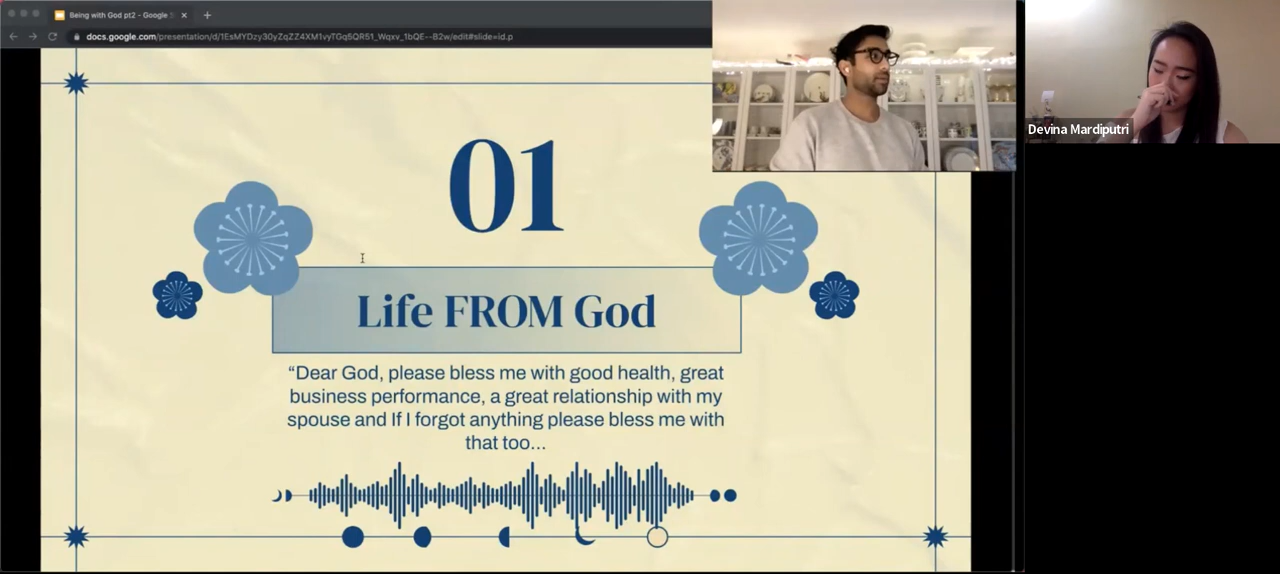 Being with God pt2 - Google S
docs.google.com/presentation/d/1EsMYDzy30yZqZZ4XM1vyTGq5QR51_Wqxv_1bQE--B2w/edit#slide=id.p
Devina Mardiputri
01
Life FROM God
“Dear God, please bless me with good health, great
business performance, a great relationship with my
spouse and If I forgot anything please bless me with
that too...